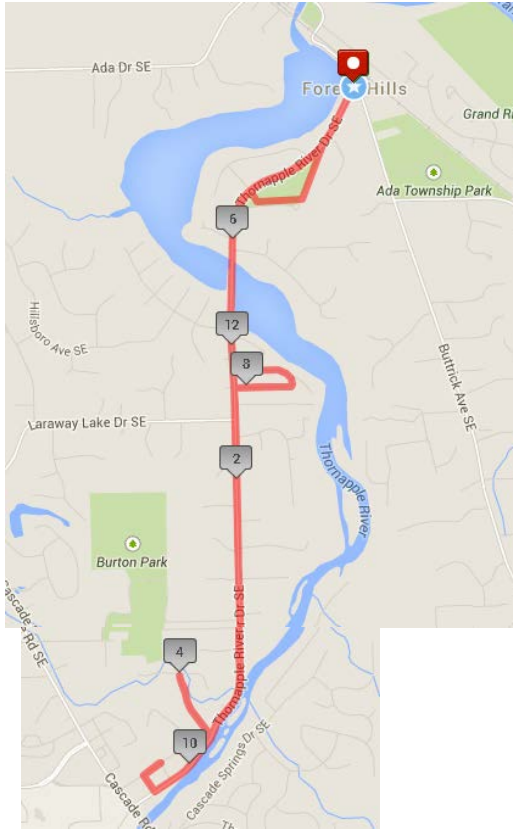 Ada Dr SE
Forest Hills
Grand Ri
Thornapple River Dr SE
Ada Township Park
6
12
Hillsboro Ave SE
8
Buttrick Ave SE
Laraway Lake Dr SE
2
Thornapple River
Burton Park
Cascade
s Rd SE
Thornapple River Dr SE
4
10
Cascade Springs Dr SE
Cascade Rd